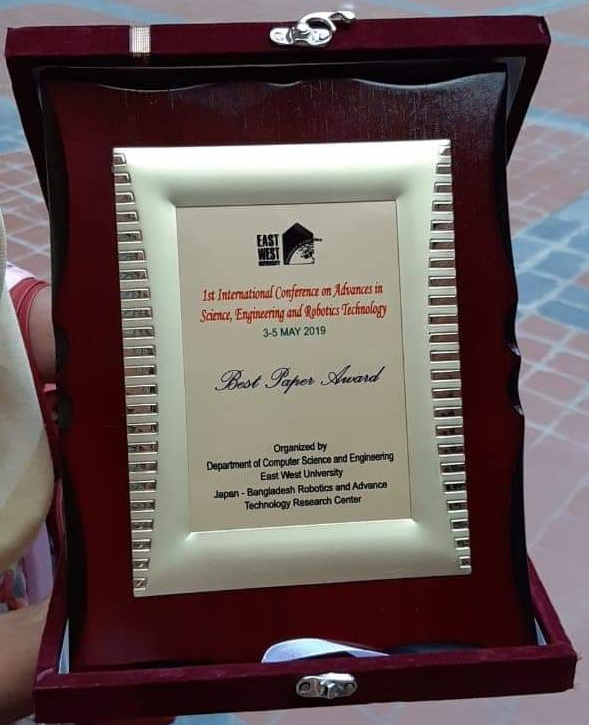 EAST
WEST
UNIVERSITY
1st International Conference on Advances in
Science, Engineering and Robotics Technology
3-5 MAY 2019
Best Paper Award
Organized by
Department of Computer Science and Engineering
East West University
Japan - Bangladesh Robotics and Advance
Technology Research Center